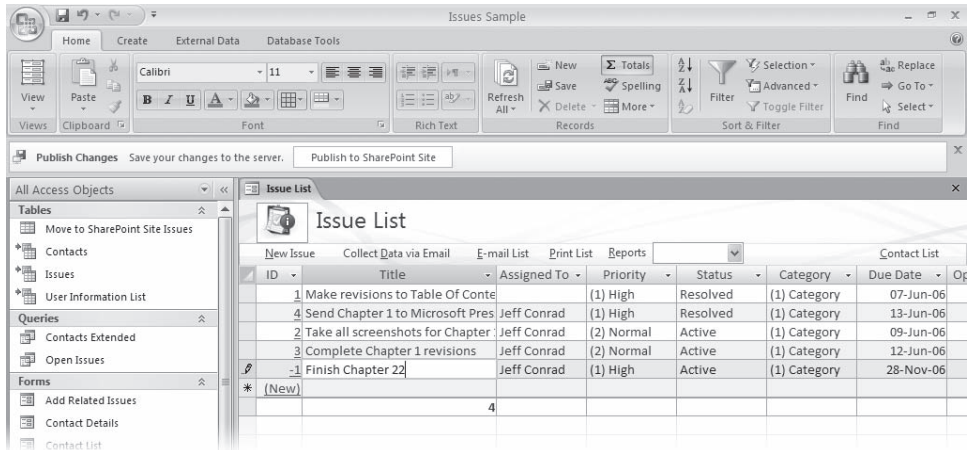 Issues Sample
Home Create External Data Database Tools
View
Views
Paste
Clipboard
Calibri 11
B I U A
Font
ab
Rich Text
Refresh All
New
Save
Delete
Σ Totals
Spelling
More
Records
Filter
Selection
Advanced
Toggle Filter
Sort & Filter
Find
Replace
Go To
Select
Find
Publish Changes Save your changes to the server. Publish to SharePoint Site
All Access Objects
Tables
Move to SharePoint Site Issues
Contacts
Issues
User Information List
Queries
Contacts Extended
Open Issues
Forms
Add Related Issues
Contact Details
Contact List
Issue List
Issue List
New Issue Collect Data via Email E-mail List Print List Reports Contact List
ID Title Assigned To Priority Status Category Due Date Op
1 Make revisions to Table Of Conte (1) High Resolved (1) Category 07-Jun-06
4 Send Chapter 1 to Microsoft Pres Jeff Conrad (1) High Resolved (1) Category 13-Jun-06
2 Take all screenshots for Chapter Jeff Conrad (2) Normal Active (1) Category 09-Jun-06
3 Complete Chapter 1 revisions Jeff Conrad (2) Normal Active (1) Category 12-Jun-06
-1 Finish Chapter 22 Jeff Conrad (1) High Active (1) Category 28-Nov-06
* (New)
4